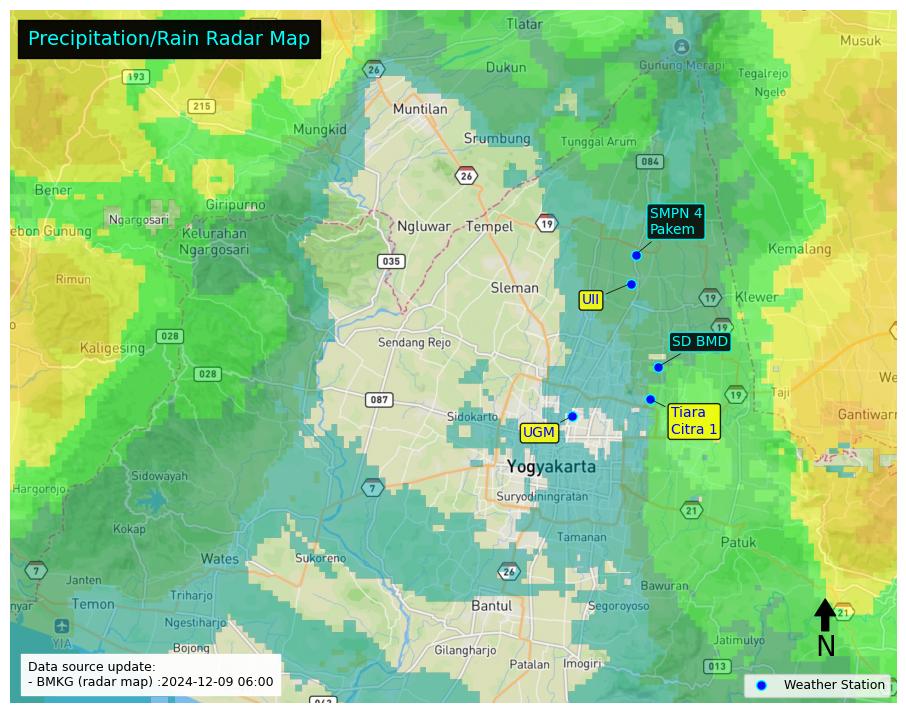 Precipitation/Rain Radar Map
Tlatar
Musuk
Gunung Merapi
Tegalrejo
Ngelo
26
Dukun
193
215
Muntilan
Mungkid
Srumbung
Tunggal Arum
084
26
Bener
Giripurno
Ngargosari
Kelurahan
Ngargosari
ebon Gunung
Ngluwar
Tempel
19
SMPN 4
Pakem
Kemalang
035
Rimun
Sleman
UII
19
Klewer
19
028
Kaligesing
Sendang Rejo
SD BMD
028
087
19
Taji
We
Gantiwarn
Sidokarto
UGM
Tiara
Citra 1
Yogyakarta
Sidowayah
7
Hargorojo
Suryodiningratan
21
Kokap
Tamanan
Patuk
Wates
Sukoreno
7
26
Janten
Bawuran
Temon
Triharjo
nyar
Bantul
Segoroyoso
21
Ngestiharjo
YIA
N
Bojong
Gilangharjo
Jatimulyo
Patalan
Imogiri
013
Data source update:
- BMKG (radar map) :2024-12-09 06:00
Weather Station